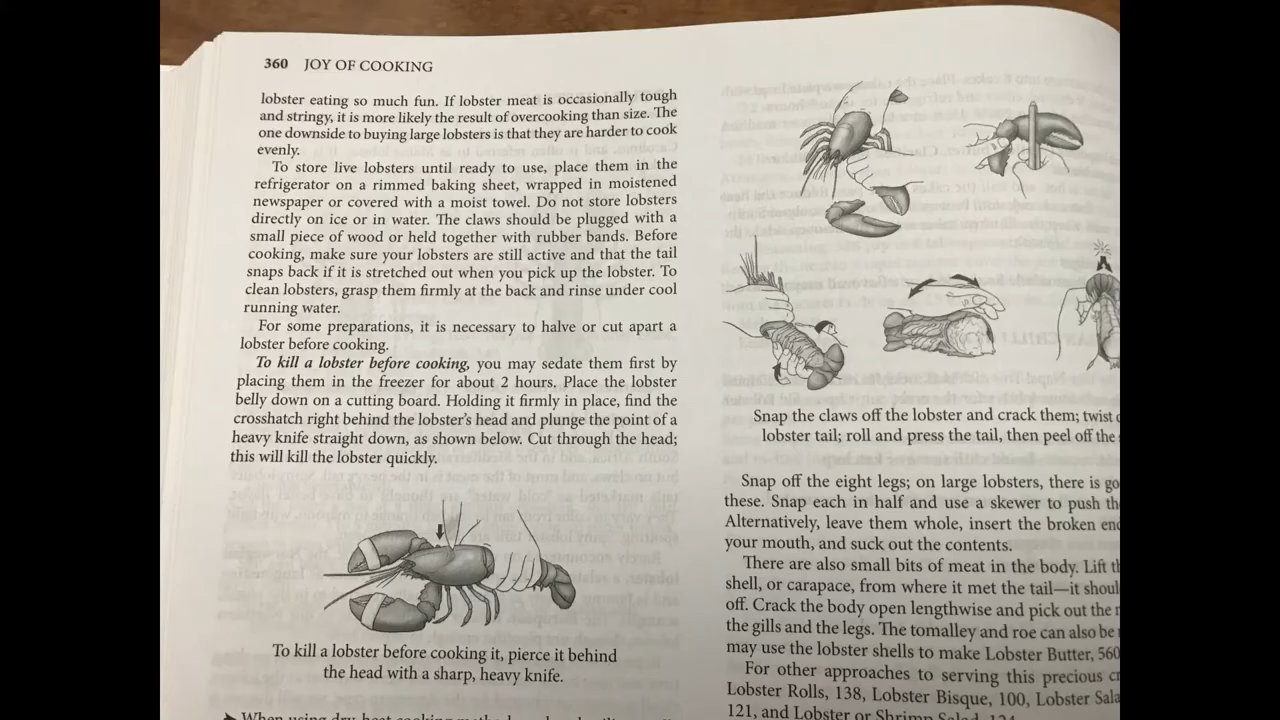 360 JOY OF COOKING
lobster eating so much fun. If lobster meat is occasionally tough
and stringy, it is more likely the result of overcooking than size. The
one downside to buying large lobsters is that they are harder to cook
evenly.
To store live lobsters until ready to use, place them in the
refrigerator on a rimmed baking sheet, wrapped in moistened
newspaper or covered with a moist towel. Do not store lobsters
directly on ice or in water. The claws should be plugged with a
small piece of wood or held together with rubber bands. Before
cooking, make sure your lobsters are still active and that the tail
snaps back if it is stretched out when you pick up the lobster. To
clean lobsters, grasp them firmly at the back and rinse under cool
running water.
For some preparations, it is necessary to halve or cut apart a
lobster before cooking.
To kill a lobster before cooking, you may sedate them first by
placing them in the freezer for about 2 hours. Place the lobster
belly down on a cutting board. Holding it firmly in place, find the
crosshatch right behind the lobster's head and plunge the point of a
heavy knife straight down, as shown below. Cut through the head;
this will kill the lobster quickly.
To kill a lobster before cooking it, pierce it behind
the head with a sharp, heavy knife.
Snap the claws off the lobster and crack them; twist
lobster tail; roll and press the tail, then peel off the
Snap off the eight legs; on large lobsters, there is go
these. Snap each in half and use a skewer to push th
Alternatively, leave them whole, insert the broken end
your mouth, and suck out the contents.
There are also small bits of meat in the body. Lift th
shell, or carapace, from where it met the tail—it shoul
off. Crack the body open lengthwise and pick out the
the gills and the legs. The tomalley and roe can also be
may use the lobster shells to make Lobster Butter, 560
For other approaches to serving this precious cr
Lobster Rolls, 138, Lobster Bisque, 100, Lobster Sala
121, and Lobster or Shrimp Salad, 124